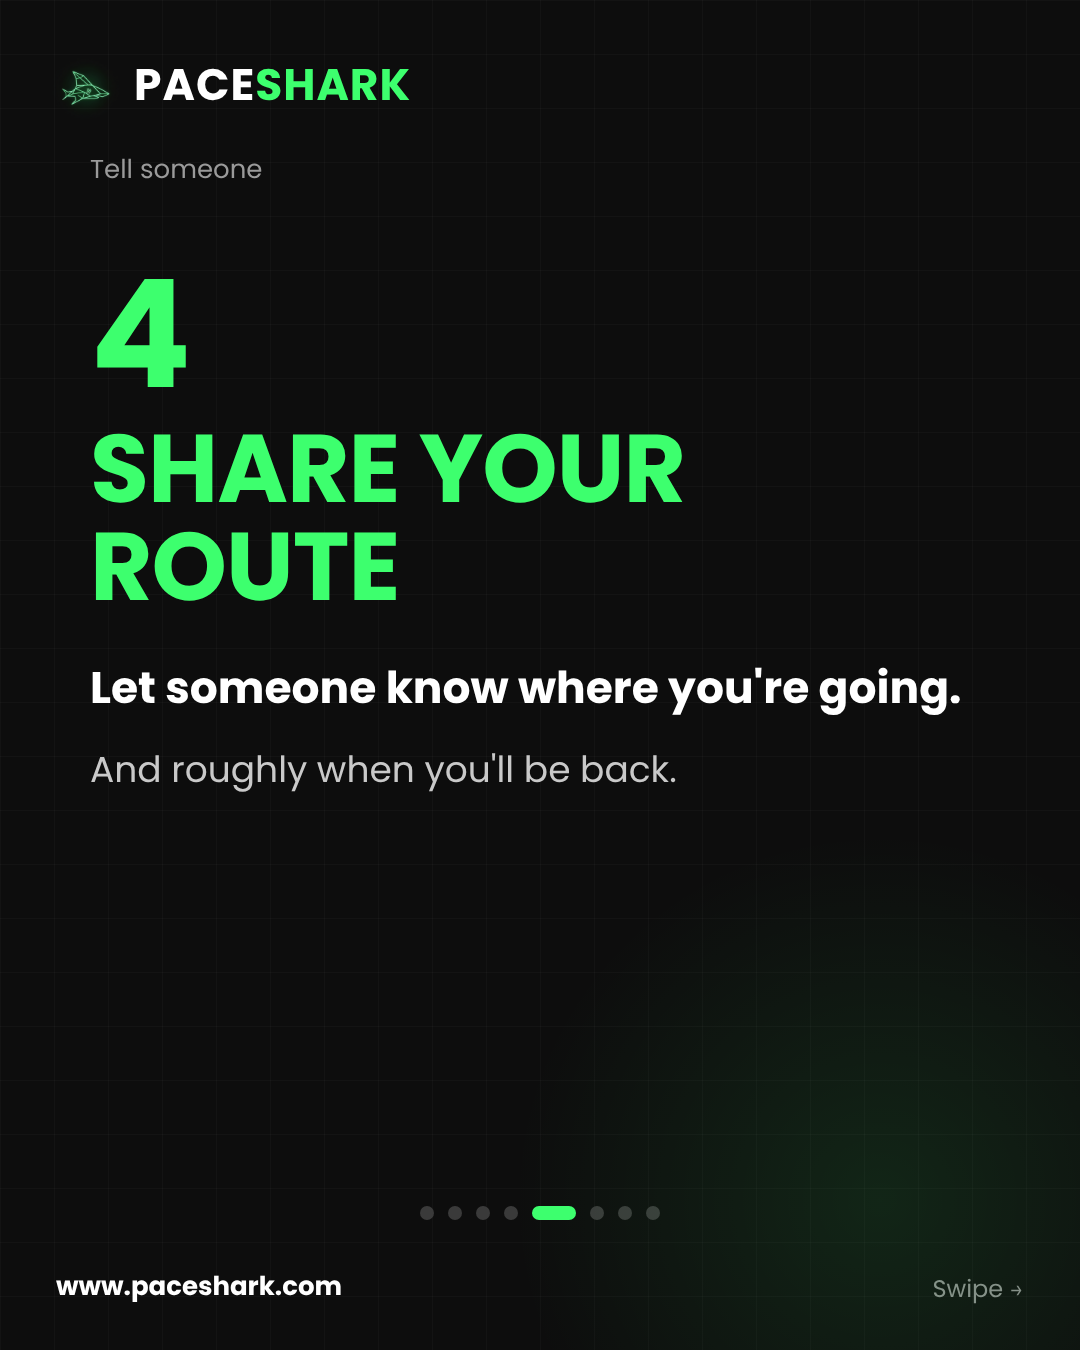 PACESHARK
Tell someone
4
SHARE YOUR
ROUTE
Let someone know where you're going.
And roughly when you'll be back.
www.paceshark.com
Swipe →